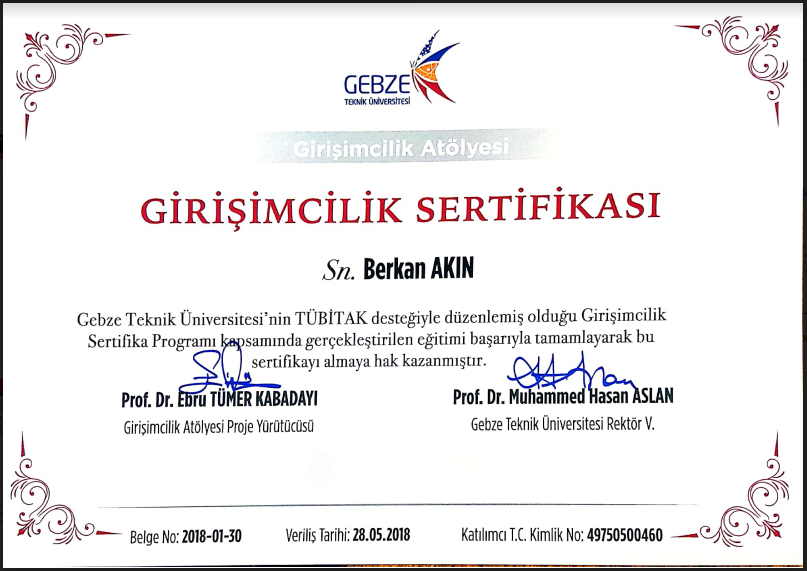 GEBZE
TEKNİK ÜNİVERSİTESİ
Girişimcilik Atölyesi
GİRİŞİMCİLİK SERTİFİKASI
Sn. Berkan AKIN
Gebze Teknik Üniversitesi'nin TÜBİTAK desteğiyle düzenlemiş olduğu Girişimcilik
Sertifika Programı kapsamında gerçekleştirilen eğitimi başarıyla tamamlayarak bu
sertifikayı almaya hak kazanmıştır.
Prof. Dr. Ebru TÜMER KABADAYI
Girişimcilik Atölyesi Proje Yürütücüsü
Prof. Dr. Muhammed Hasan ASLAN
Gebze Teknik Üniversitesi Rektör V.
Belge No: 2018-01-30 Veriliş Tarihi: 28.05.2018 Katılımcı T.C. Kimlik No: 49750500460